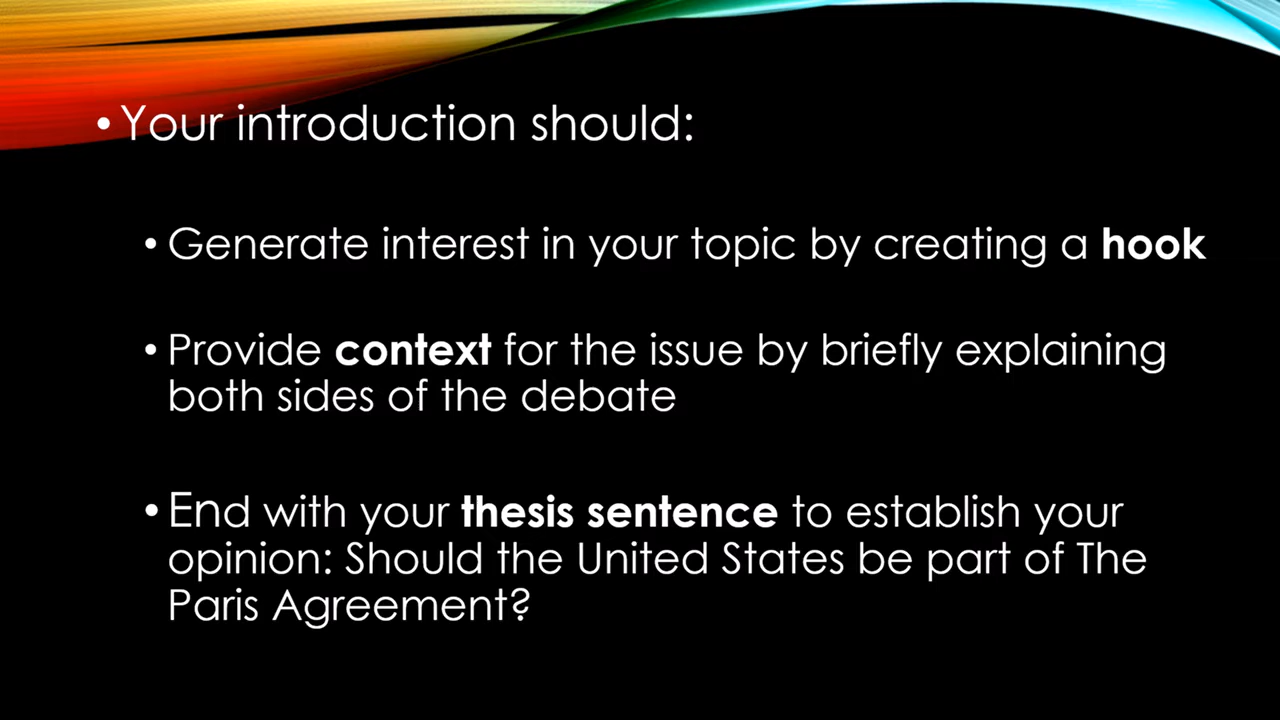 • Your introduction should:
• Generate interest in your topic by creating a hook
• Provide context for the issue by briefly explaining
both sides of the debate
• End with your thesis sentence to establish your
opinion: Should the United States be part of The
Paris Agreement?